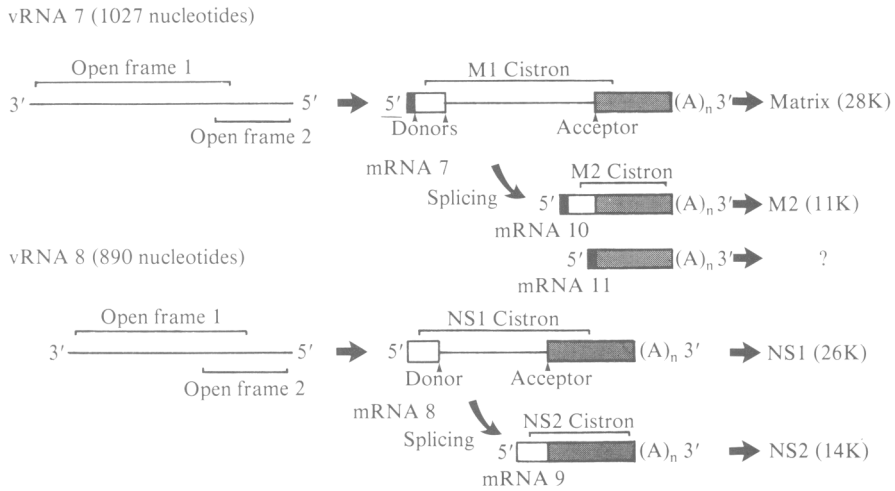 vRNA 7 (1027 nucleotides)
Open frame 1
M1 Cistron
3′ 5′ 5′ (A)n 3′ Matrix (28K)
Open frame 2
Donors Acceptor
mRNA 7
M2 Cistron
Splicing
5′ (A)n 3′ M2 (11K)
mRNA 10
vRNA 8 (890 nucleotides)
5′ (A)n 3′ ?
mRNA 11
Open frame 1
NS1 Cistron
3′ 5′ 5′ (A)n 3′ NS1 (26K)
Open frame 2
Donor Acceptor
mRNA 8
NS2 Cistron
Splicing
5′ (A)n 3′ NS2 (14K)
mRNA 9